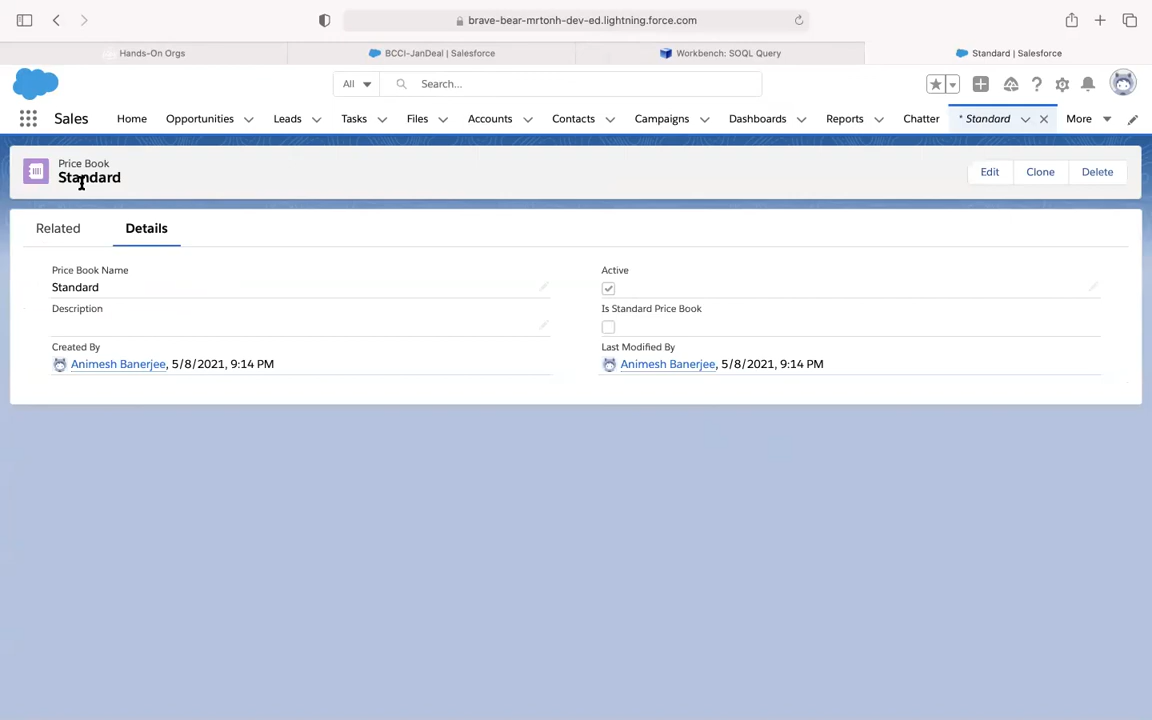 brave-bear-mrtonh-dev-ed.lightning.force.com
Hands-On Orgs
BCCI-JanDeal | Salesforce
Workbench: SOQL Query
Standard | Salesforce
All
Search...
Sales
Home
Opportunities
Leads
Tasks
Files
Accounts
Contacts
Campaigns
Dashboards
Reports
Chatter
* Standard
More
Price Book
Standard
Edit
Clone
Delete
Related
Details
Price Book Name
Standard
Active
Description
Is Standard Price Book
Created By
Animesh Banerjee, 5/8/2021, 9:14 PM
Last Modified By
Animesh Banerjee, 5/8/2021, 9:14 PM